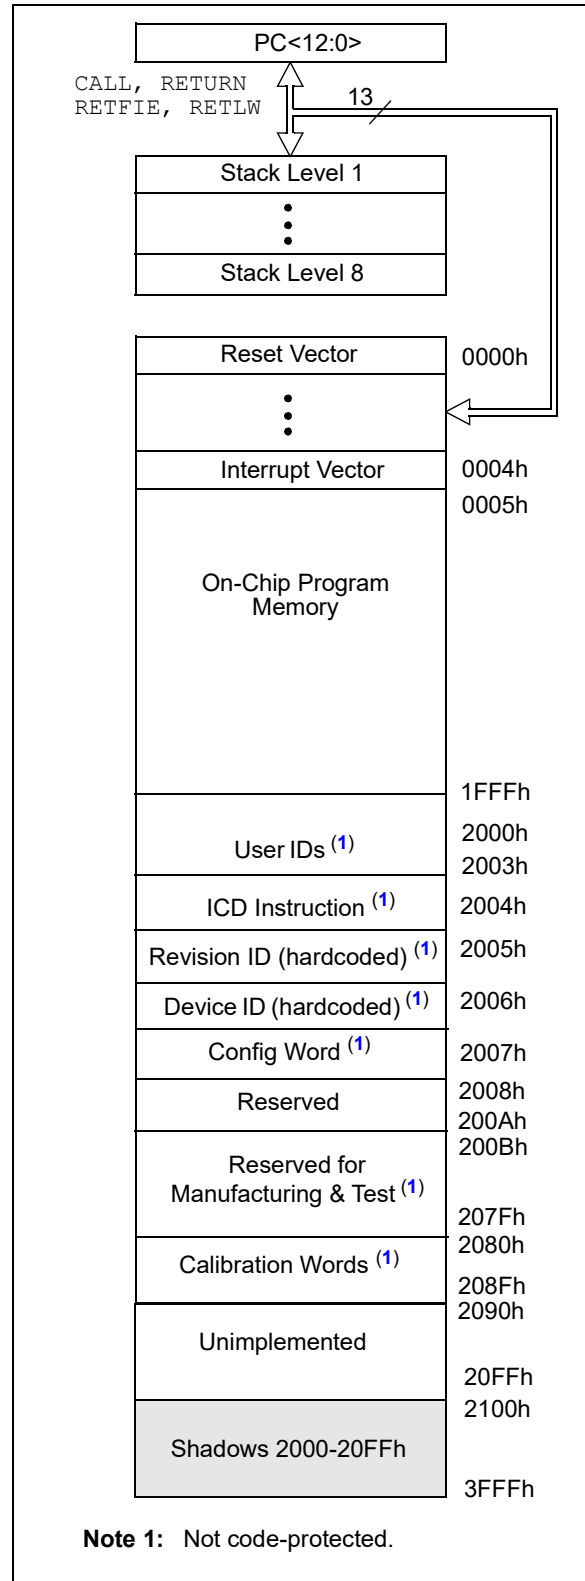 PC<12:0>
CALL, RETURN
RETFIE, RETLW
13
Stack Level 1
Stack Level 8
Reset Vector 0000h
Interrupt Vector 0004h
0005h
On-Chip Program
Memory
1FFFh
2000h
User IDs (1)
2003h
ICD Instruction (1) 2004h
Revision ID (hardcoded) (1) 2005h
Device ID (hardcoded) (1) 2006h
Config Word (1) 2007h
2008h
Reserved
200Ah
200Bh
Reserved for
Manufacturing & Test (1)
207Fh
2080h
Calibration Words (1)
208Fh
2090h
Unimplemented
20FFh
2100h
Shadows 2000-20FFh
3FFFh
Note 1: Not code-protected.